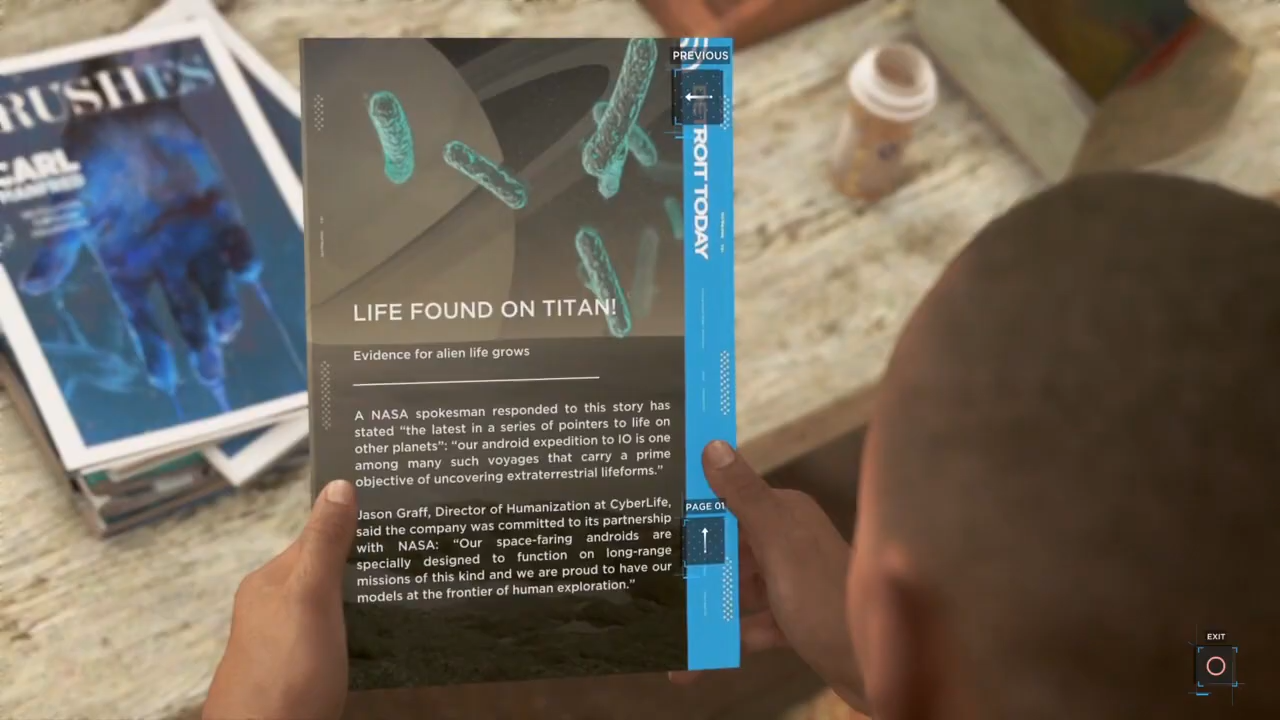 RUSHES
CARL
PREVIOUS
DETROIT TODAY
LIFE FOUND ON TITAN!
Evidence for alien life grows
A NASA spokesman responded to this story has
stated “the latest in a series of pointers to life on
other planets”: “our android expedition to IO is one
among many such voyages that carry a prime
objective of uncovering extraterrestrial lifeforms.”
Jason Graff, Director of Humanization at CyberLife,
said the company was committed to its partnership
with NASA: “Our space-faring androids are
specially designed to function on long-range
missions of this kind and we are proud to have our
models at the frontier of human exploration.”
PAGE 01
EXIT